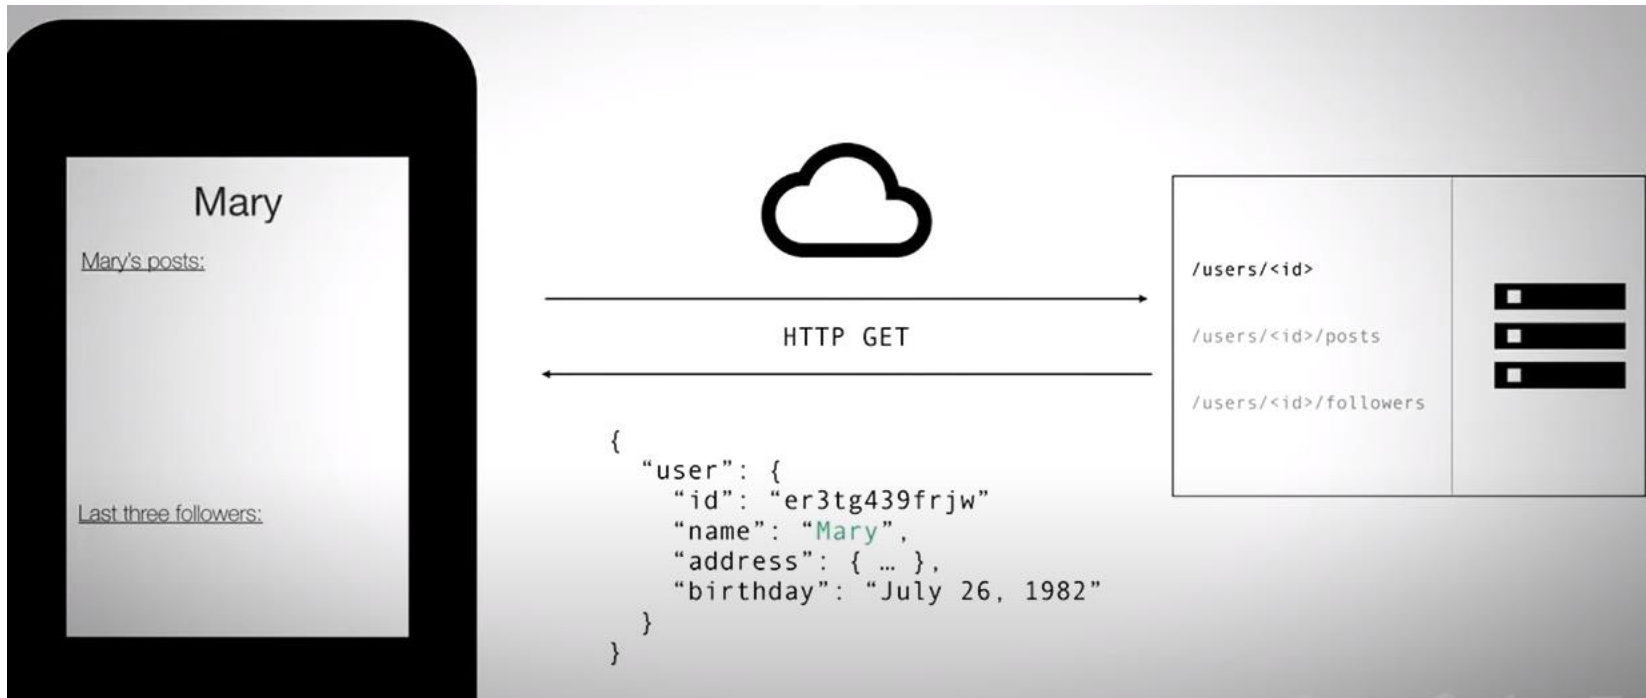 Mary
Mary's posts:
Last three followers:
HTTP GET
{
“user”: {
“id”: “er3tg439frjw”
“name”: “Mary”,
“address”: { … },
“birthday”: “July 26, 1982”
}
}
/users/<id>
/users/<id>/posts
/users/<id>/followers